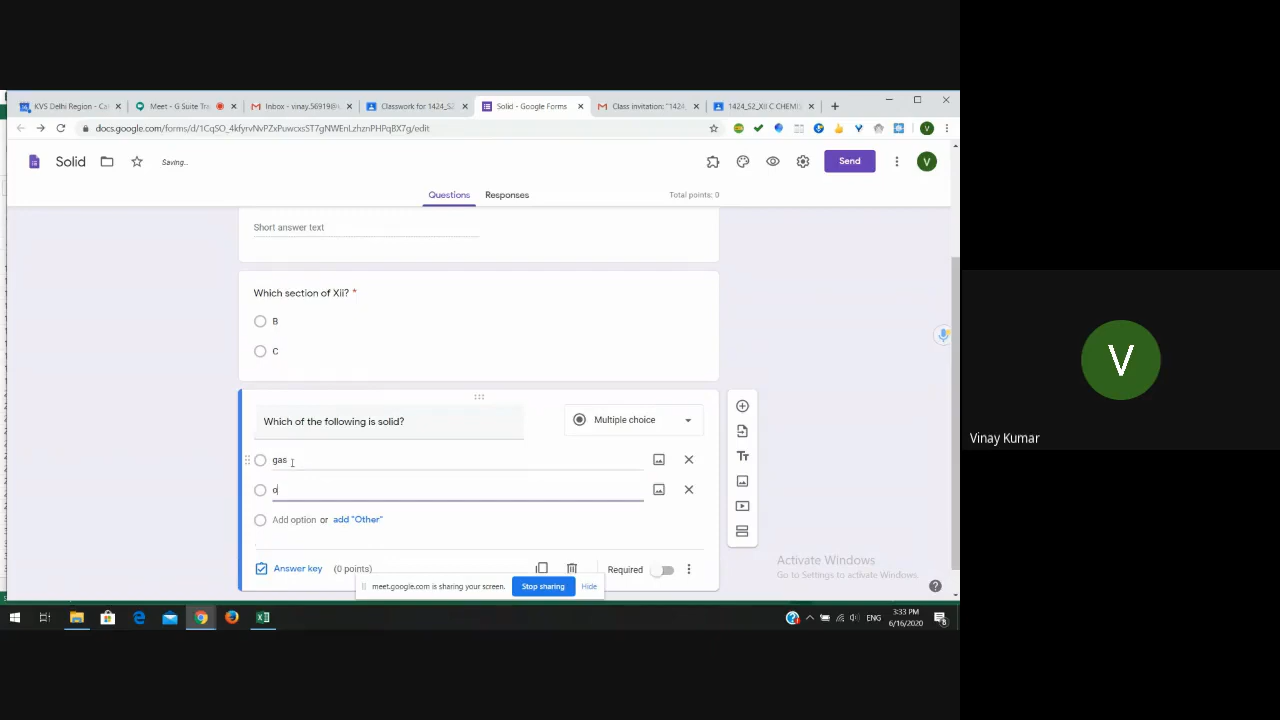 KVS Delhi Region - Ca
Meet - G Suite Tra
Inbox - vinay.56919@
Classwork for 1424_S2
Solid - Google Forms
Class invitation: "1424
1424_S2_XII C CHEM
docs.google.com/forms/d/1CqSO_4kfyrvNvPZxPuwcxsST7gNWEnLzhznPHPqBX7g/edit
V
Solid
Saving...
Send
V
Questions
Responses
Total points: 0
Short answer text
Which section of Xii? *
B
C
Which of the following is solid?
Multiple choice
gas
o
Add option or add "Other"
Answer key
(0 points)
Required
meet.google.com is sharing your screen.
Stop sharing
Hide
Activate Windows
Go to Settings to activate Windows.
ENG
3:33 PM
6/16/2020
V
Vinay Kumar